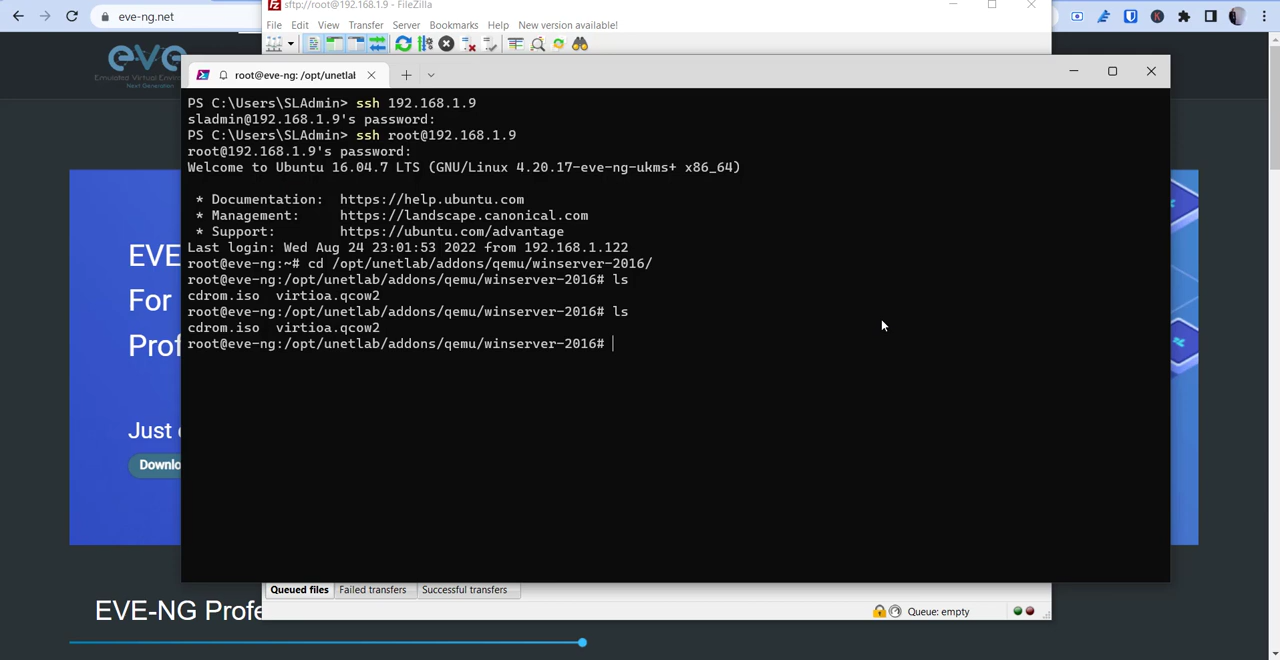 eve-ng.net
sftp://root@192.168.1.9 - FileZilla
File Edit View Transfer Server Bookmarks Help New version available!
eve
Emulated Virtual
Next Generation
root@eve-ng: /opt/unetlal
PS C:\Users\SLAdmin> ssh 192.168.1.9
sladmin@192.168.1.9's password:
PS C:\Users\SLAdmin> ssh root@192.168.1.9
root@192.168.1.9's password:
Welcome to Ubuntu 16.04.7 LTS (GNU/Linux 4.20.17-eve-ng-ukms+ x86_64)
* Documentation: https://help.ubuntu.com
* Management: https://landscape.canonical.com
* Support: https://ubuntu.com/advantage
Last login: Wed Aug 24 23:01:53 2022 from 192.168.1.122
root@eve-ng:~# cd /opt/unetlab/addons/qemu/winserver-2016/
root@eve-ng:/opt/unetlab/addons/qemu/winserver-2016# ls
cdrom.iso virtioa.qcow2
root@eve-ng:/opt/unetlab/addons/qemu/winserver-2016# ls
cdrom.iso virtioa.qcow2
root@eve-ng:/opt/unetlab/addons/qemu/winserver-2016#
EVE
For
Prof
Just
Downlo
Queued files Failed transfers Successful transfers
Queue: empty
EVE-NG Profe